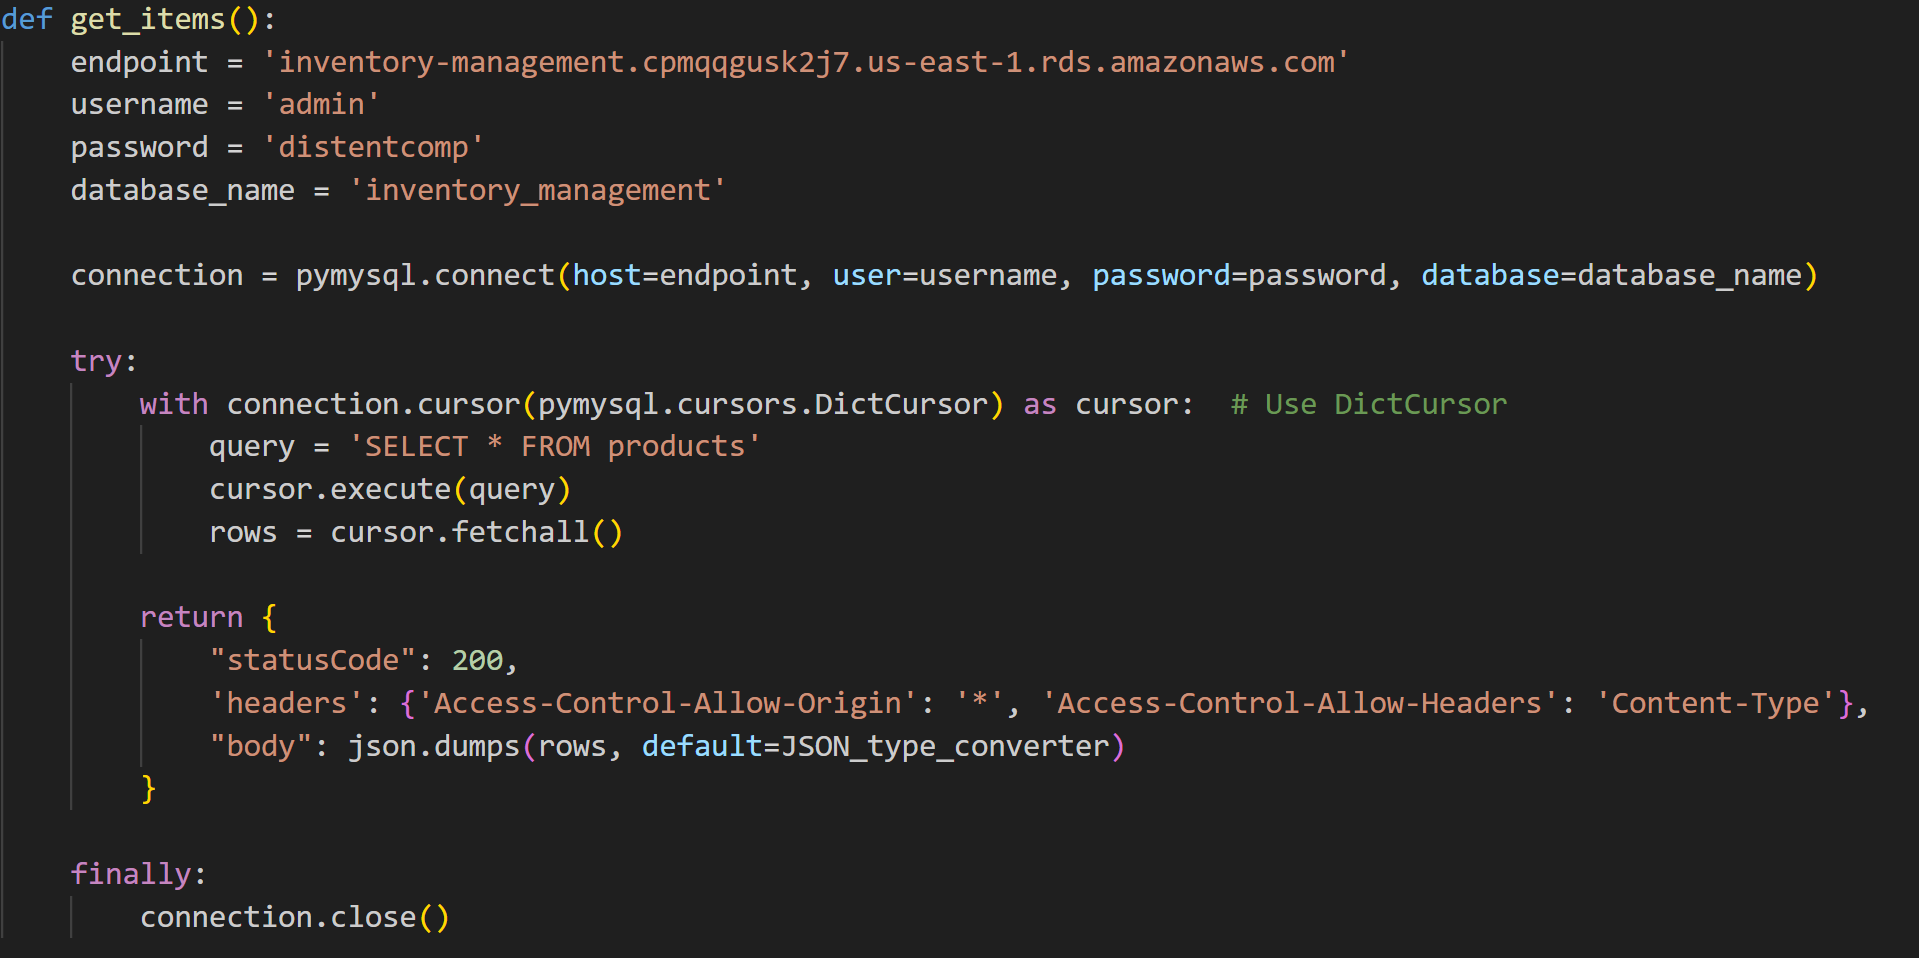 def get_items():
    endpoint = 'inventory-management.cpmqqgusk2j7.us-east-1.rds.amazonaws.com'
    username = 'admin'
    password = 'distentcomp'
    database_name = 'inventory_management'

    connection = pymysql.connect(host=endpoint, user=username, password=password, database=database_name)

    try:
        with connection.cursor(pymysql.cursors.DictCursor) as cursor:  # Use DictCursor
            query = 'SELECT * FROM products'
            cursor.execute(query)
            rows = cursor.fetchall()

        return {
            "statusCode": 200,
            'headers': {'Access-Control-Allow-Origin': '*', 'Access-Control-Allow-Headers': 'Content-Type'},
            "body": json.dumps(rows, default=JSON_type_converter)
        }

    finally:
        connection.close()